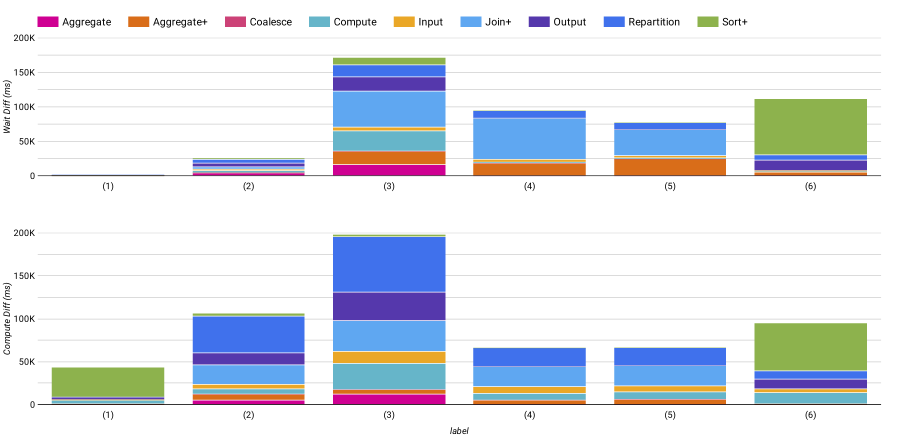 Aggregate Aggregate+ Coalesce Compute Input Join+ Output Repartition Sort+
Wait Diff (ms)
200K
150K
100K
50K
0
(1) (2) (3) (4) (5) (6)
Compute Diff (ms)
200K
150K
100K
50K
0
(1) (2) (3) (4) (5) (6)
label